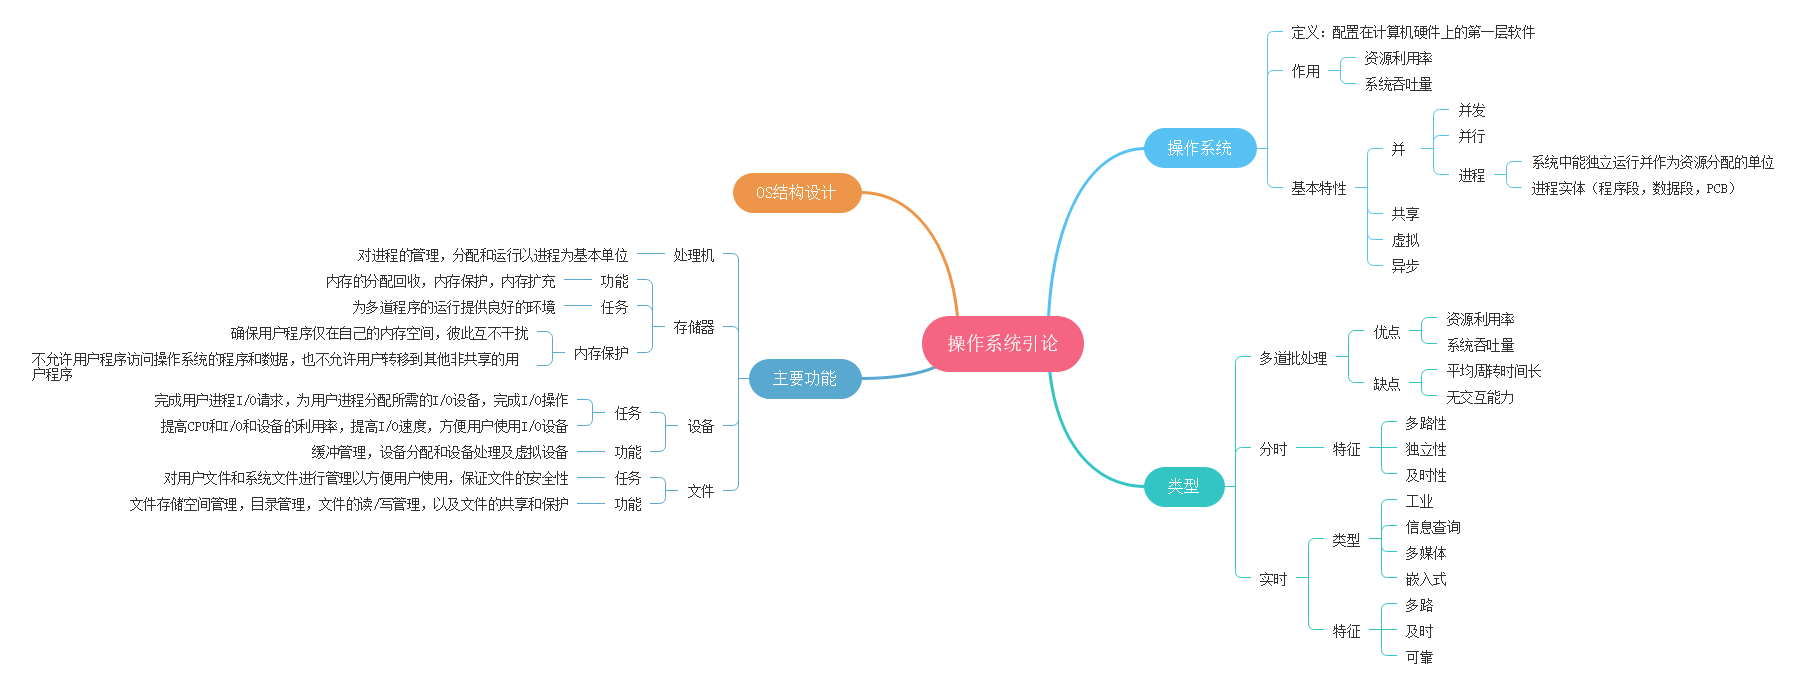 操作系统引论
操作系统
定义：配置在计算机硬件上的第一层软件
作用
资源利用率
系统吞吐量
基本特性
并
并发
并行
进程
系统中能独立运行并作为资源分配的单位
进程实体（程序段，数据段，PCB）
共享
虚拟
异步
类型
多道批处理
优点
资源利用率
系统吞吐量
缺点
平均周转时间长
无交互能力
分时
特征
多路性
独立性
及时性
实时
类型
工业
信息查询
多媒体
嵌入式
特征
多路
及时
可靠
OS结构设计
主要功能
处理机
对进程的管理，分配和运行以进程为基本单位
存储器
功能
内存的分配回收，内存保护，内存扩充
任务
为多道程序的运行提供良好的环境
内存保护
确保用户程序仅在自己的内存空间，彼此互不干扰
不允许用户程序访问操作系统的程序和数据，也不允许用户转移到其他非共享的用
户程序
设备
任务
完成用户进程I/O请求，为用户进程分配所需的I/O设备，完成I/O操作
提高CPU和I/O和设备的利用率，提高I/O速度，方便用户使用I/O设备
功能
缓冲管理，设备分配和设备处理及虚拟设备
文件
任务
对用户文件和系统文件进行管理以方便用户使用，保证文件的安全性
功能
文件存储空间管理，目录管理，文件的读/写管理，以及文件的共享和保护